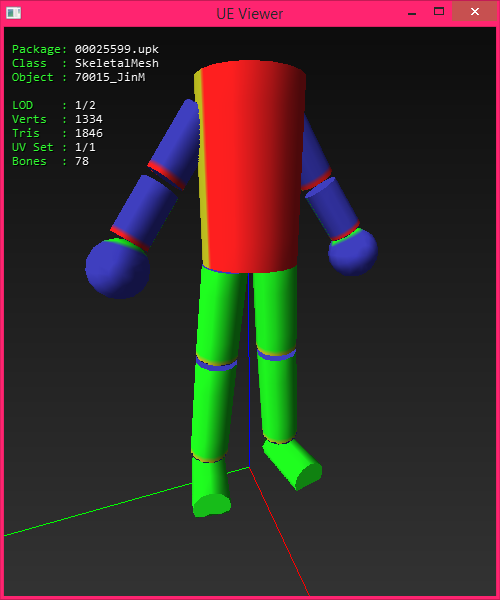 UE Viewer
Package: 00025599.upk
Class  : SkeletalMesh
Object : 70015_JinM
LOD    : 1/2
Verts  : 1334
Tris   : 1846
UV Set : 1/1
Bones  : 78